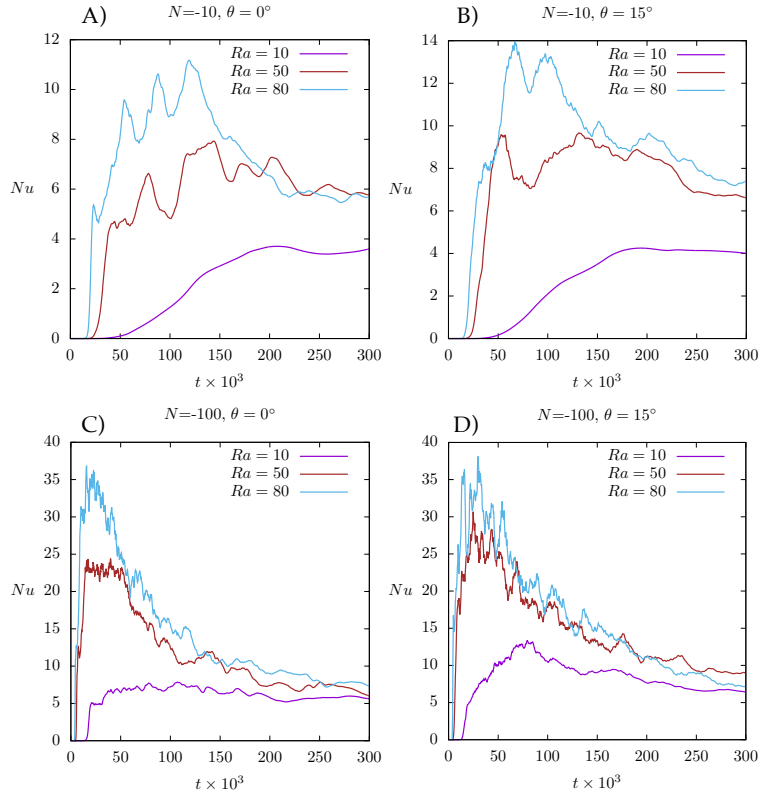 A)
N=-10, θ = 0°
12
10
8
6
4
2
0
Nu
Ra = 10
Ra = 50
Ra = 80
0 50 100 150 200 250 300
t × 10³
B)
N=-10, θ = 15°
14
12
10
8
6
4
2
0
Nu
Ra = 10
Ra = 50
Ra = 80
0 50 100 150 200 250 300
t × 10³
C)
N=-100, θ = 0°
40
35
30
25
20
15
10
5
0
Nu
Ra = 10
Ra = 50
Ra = 80
0 50 100 150 200 250 300
t × 10³
D)
N=-100, θ = 15°
40
35
30
25
20
15
10
5
0
Nu
Ra = 10
Ra = 50
Ra = 80
0 50 100 150 200 250 300
t × 10³